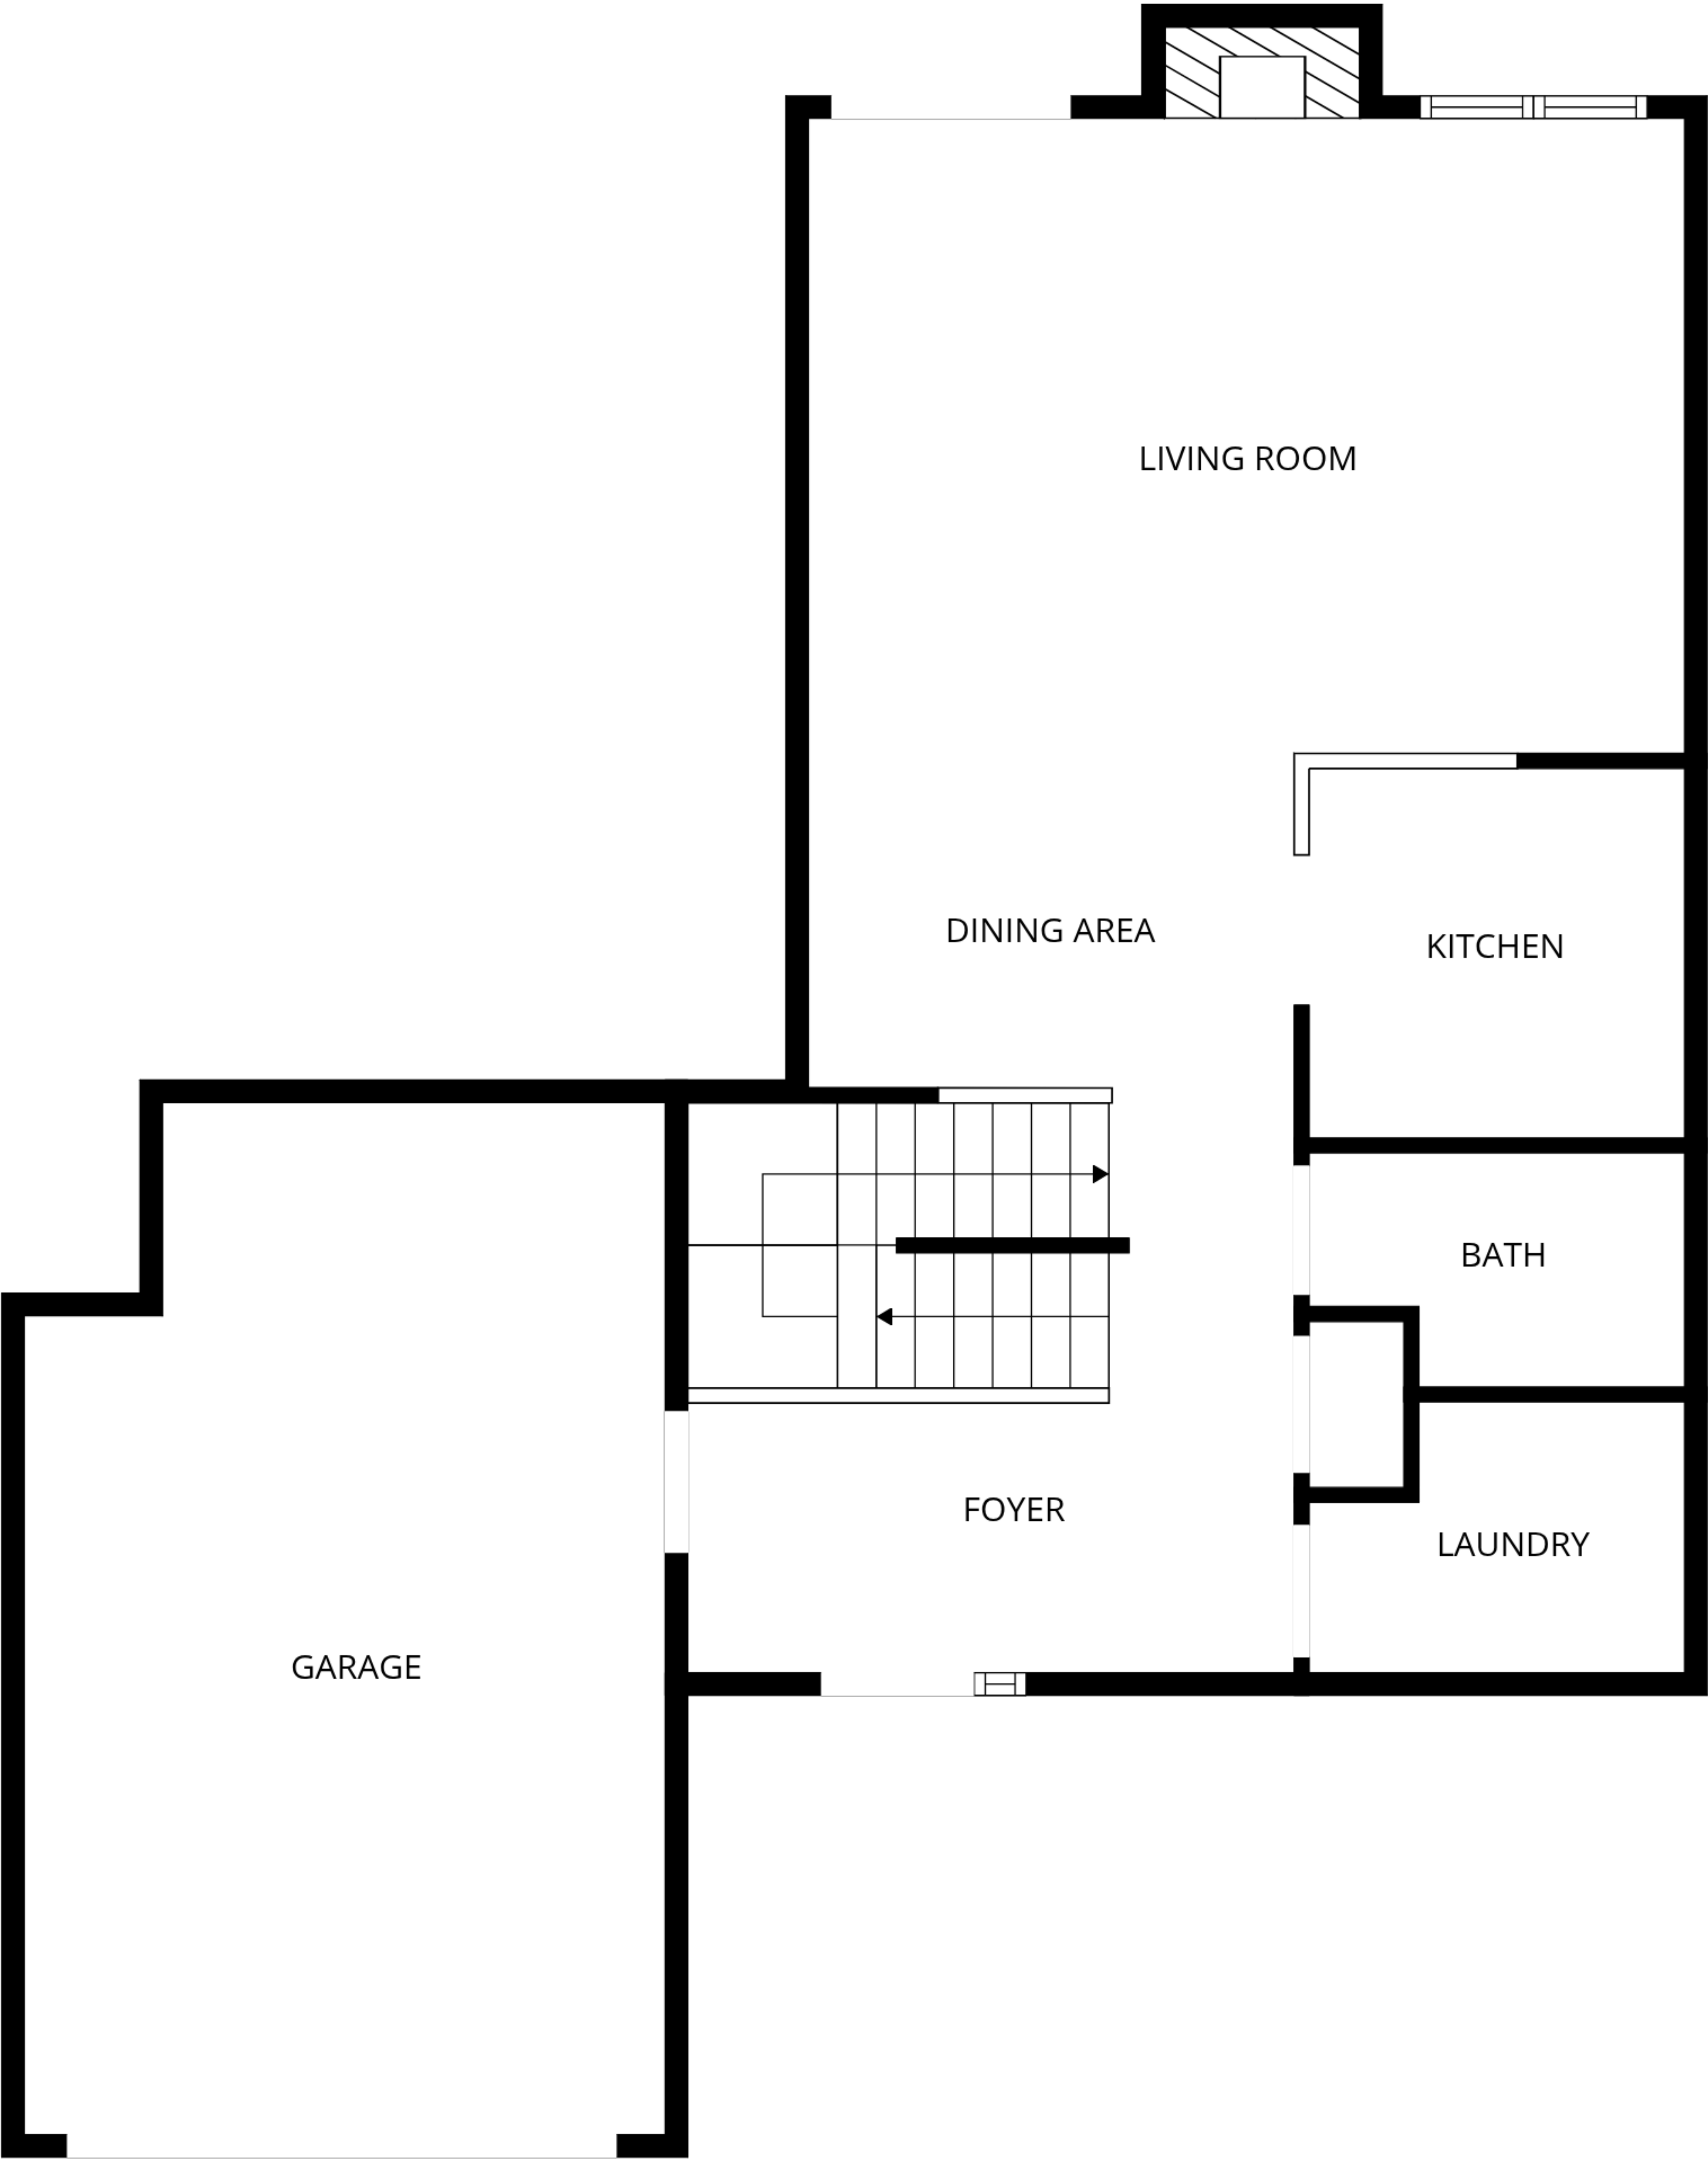 LIVING ROOM
DINING AREA
KITCHEN
BATH
FOYER
LAUNDRY
GARAGE